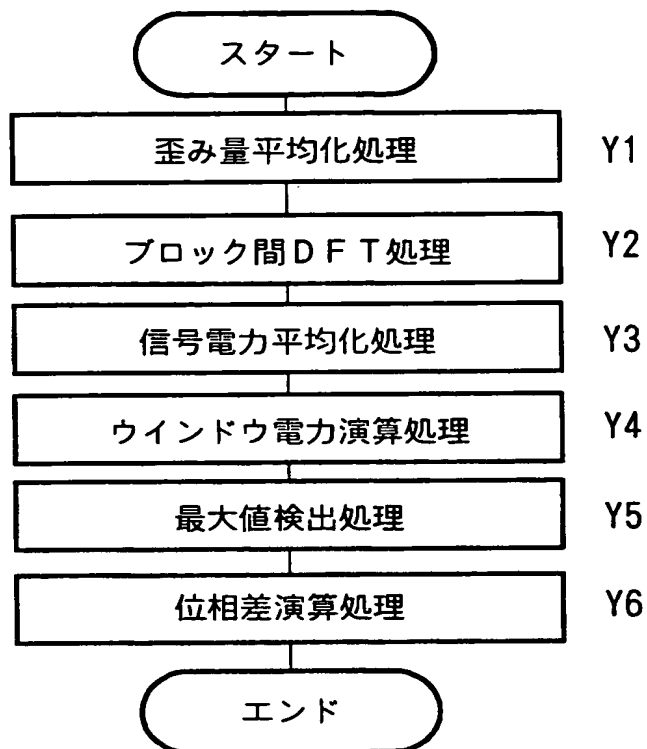 スタート
歪み量平均化処理 Y1
ブロック間DFT処理 Y2
信号電力平均化処理 Y3
ウインドウ電力演算処理 Y4
最大値検出処理 Y5
位相差演算処理 Y6
エンド